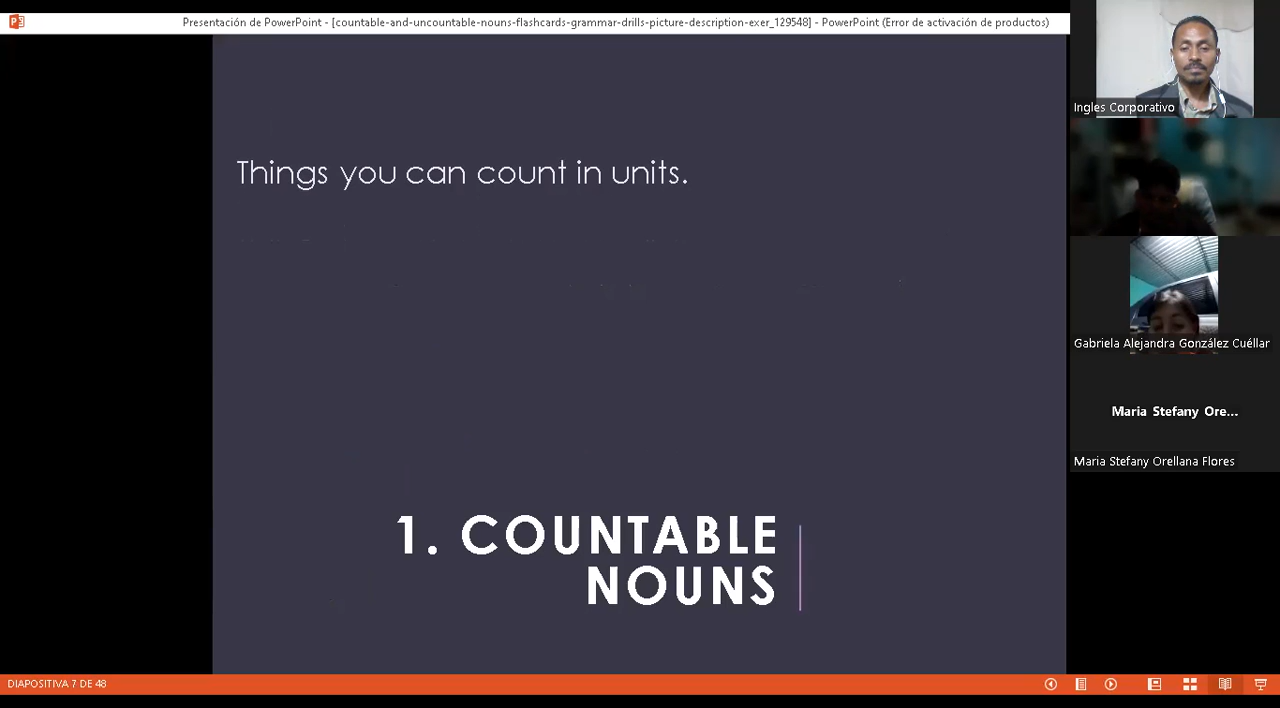 Presentación de PowerPoint - [countable-and-uncountable-nouns-flashcards-grammar-drills-picture-description-exer_129548] - PowerPoint (Error de activación de productos)
Ingles Corporativo
Things you can count in units.
Gabriela Alejandra González Cuéllar
Maria Stefany Ore...
Maria Stefany Orellana Flores
1. COUNTABLE
NOUNS
DIAPOSITIVA 7 DE 48